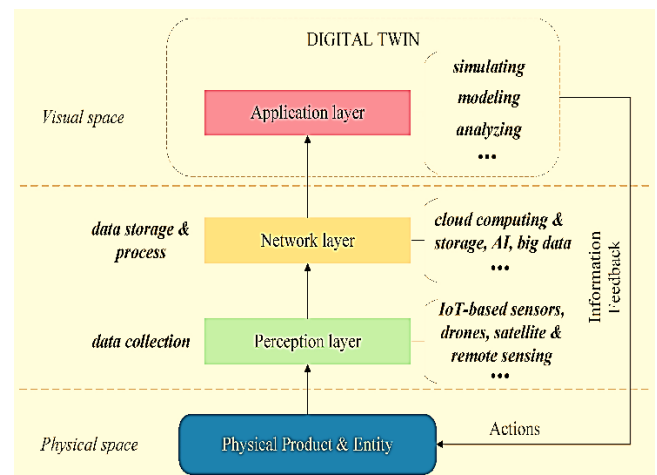 DIGITAL TWIN
Visual space
Application layer
simulating
modeling
analyzing
...
data storage &
process
Network layer
cloud computing &
storage, AI, big data
...
Information
Feedback
data collection
Perception layer
IoT-based sensors,
drones, satellite &
remote sensing
...
Physical space
Physical Product & Entity
Actions